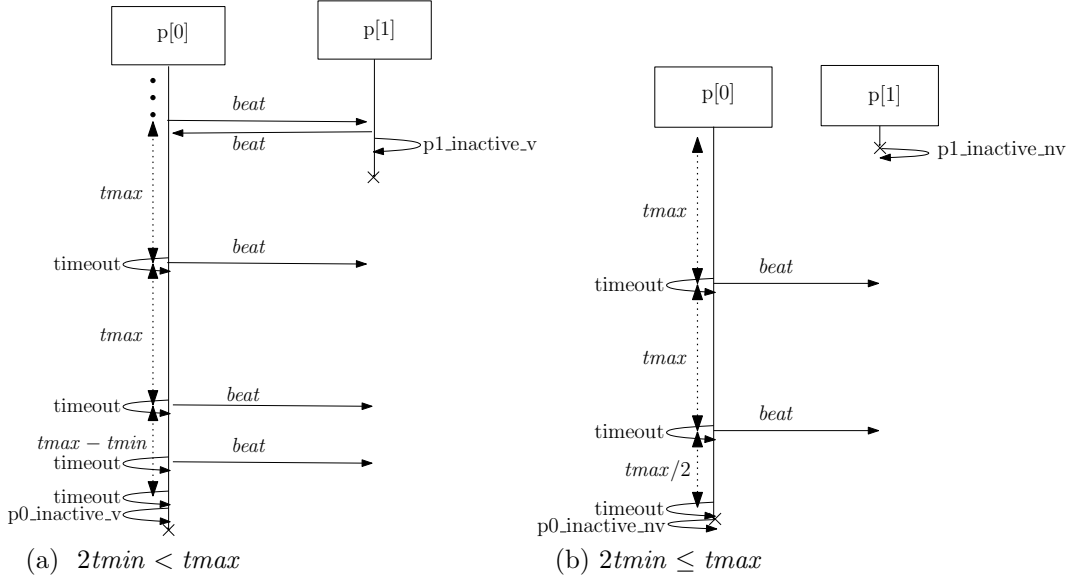 p[0]
p[1]
beat
beat
p1_inactive_v
tmax
beat
timeout
tmax
beat
timeout
tmax − tmin
beat
timeout
timeout
p0_inactive_v
(a) 2tmin < tmax
p[0]
p[1]
p1_inactive_nv
tmax
beat
timeout
tmax
beat
timeout
tmax/2
timeout
p0_inactive_nv
(b) 2tmin ≤ tmax